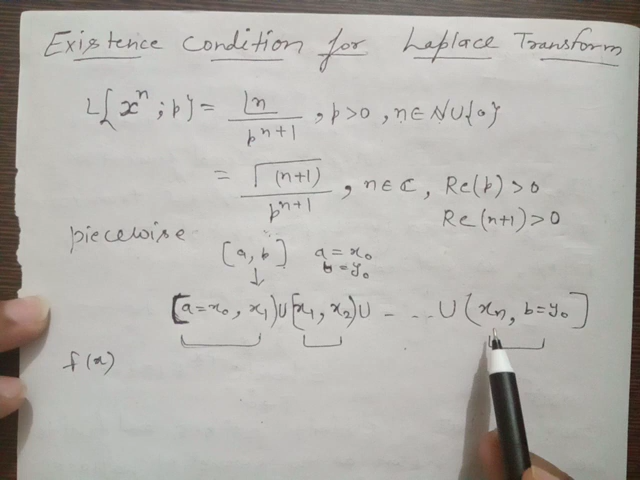 Existence Condition for Laplace Transform
L{x^n ; p} = ⌊n / p^{n+1} , p>0 , n∈N∪{0}
= Γ(n+1) / p^{n+1} , n∈ℂ, Re(p)>0
Re(n+1)>0
piecewise
[a, b] a = x₀
b = y₀
↓
[a=x₀, x₁)∪[x₁, x₂)∪ - - .. ∪(xₙ, b=y₀]
f(x)